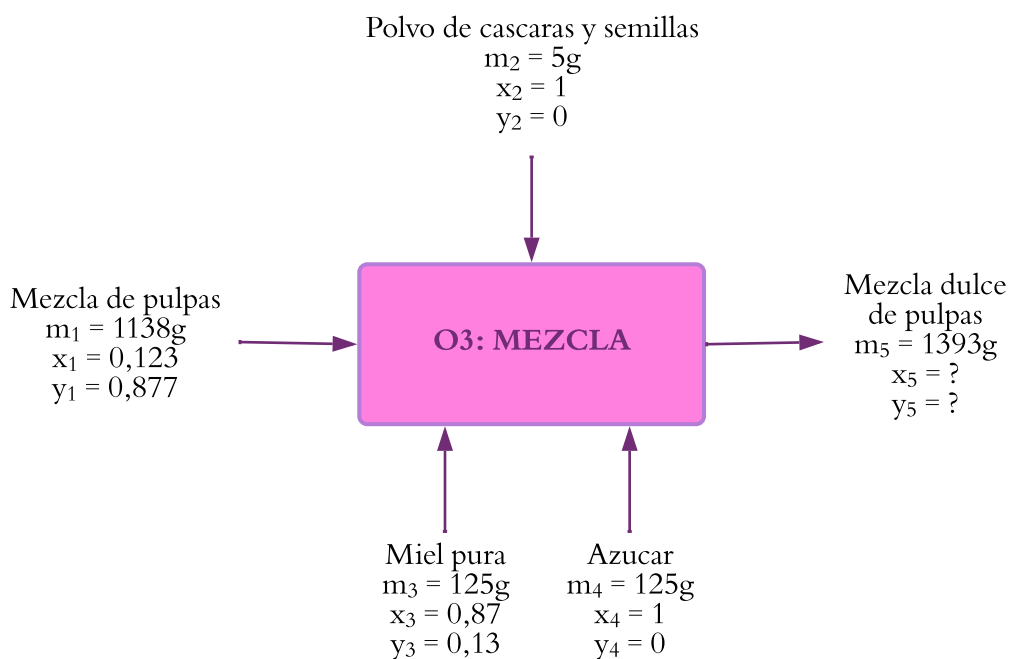 Polvo de cascaras y semillas
m₂ = 5g
x₂ = 1
y₂ = 0
Mezcla de pulpas
m₁ = 1138g
x₁ = 0,123
y₁ = 0,877
O3: MEZCLA
Mezcla dulce
de pulpas
m₅ = 1393g
x₅ = ?
y₅ = ?
Miel pura
m₃ = 125g
x₃ = 0,87
y₃ = 0,13
Azucar
m₄ = 125g
x₄ = 1
y₄ = 0